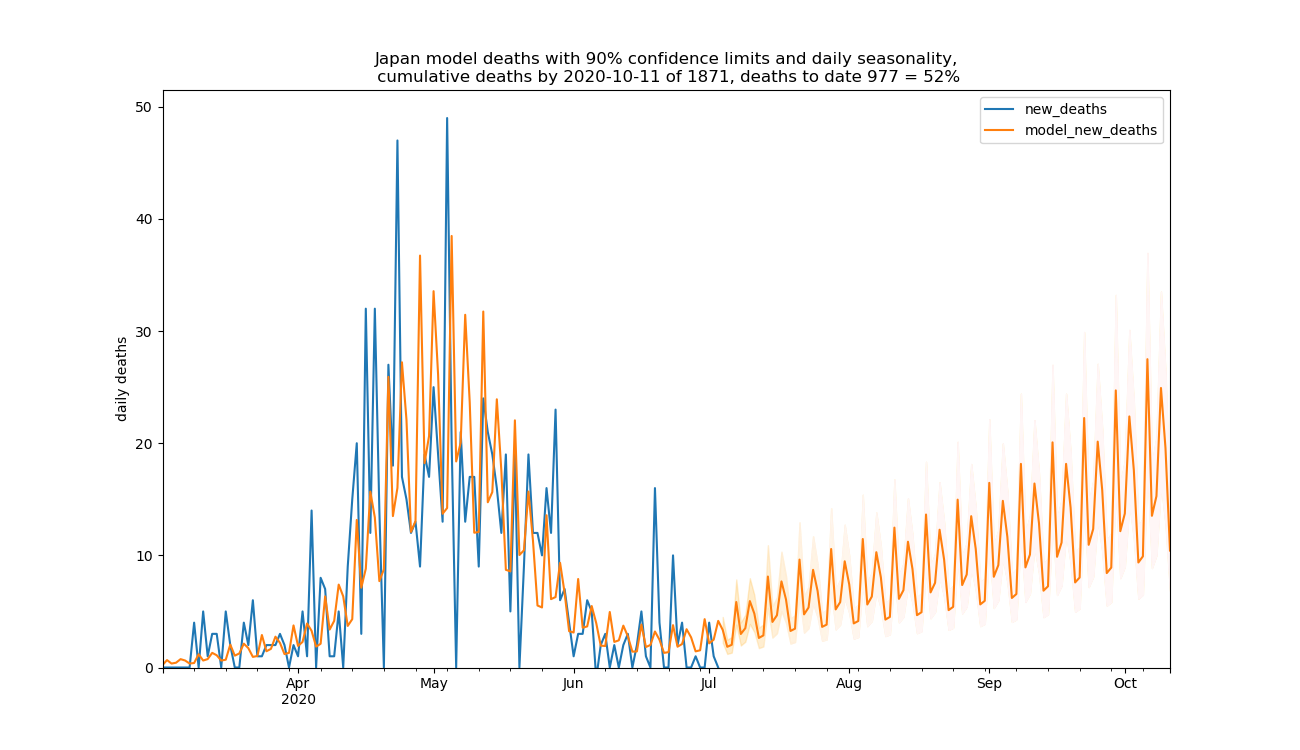 Japan model deaths with 90% confidence limits and daily seasonality,
cumulative deaths by 2020-10-11 of 1871, deaths to date 977 = 52%
new_deaths
model_new_deaths
daily deaths
50
40
30
20
10
0
Apr
2020
May
Jun
Jul
Aug
Sep
Oct